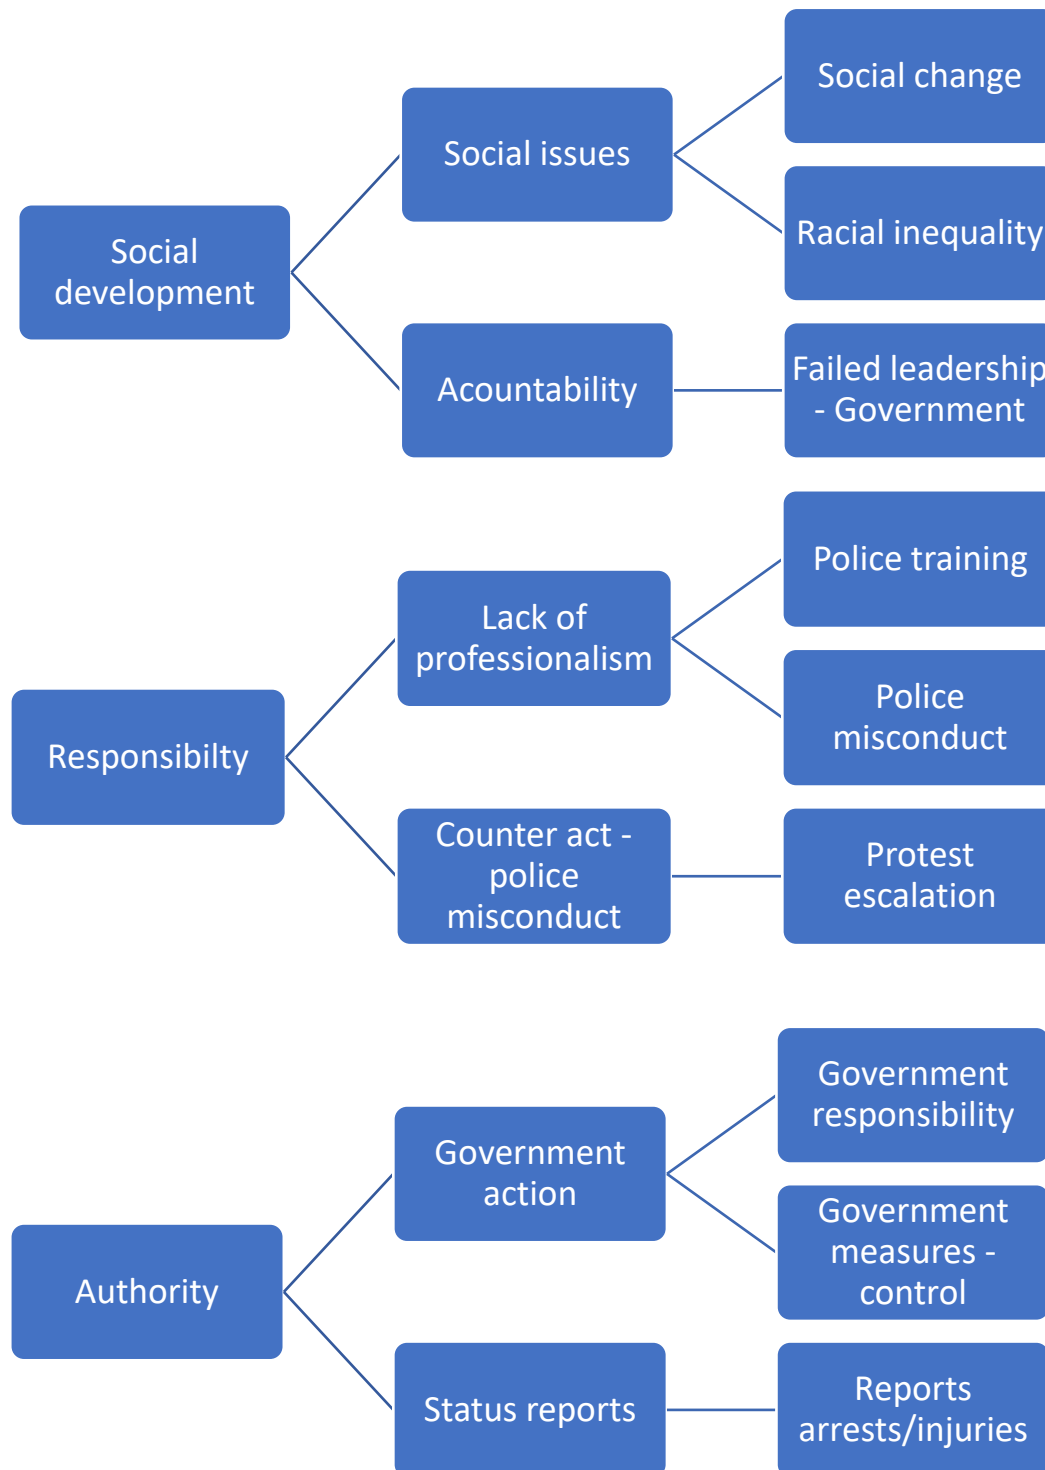 Social change
Social issues
Racial inequality
Social
development
Acountability
Failed leadership
- Government
Police training
Lack of
professionalism
Police
misconduct
Responsibilty
Counter act -
police
misconduct
Protest
escalation
Government
responsibility
Government
action
Government
measures -
control
Authority
Status reports
Reports
arrests/injuries